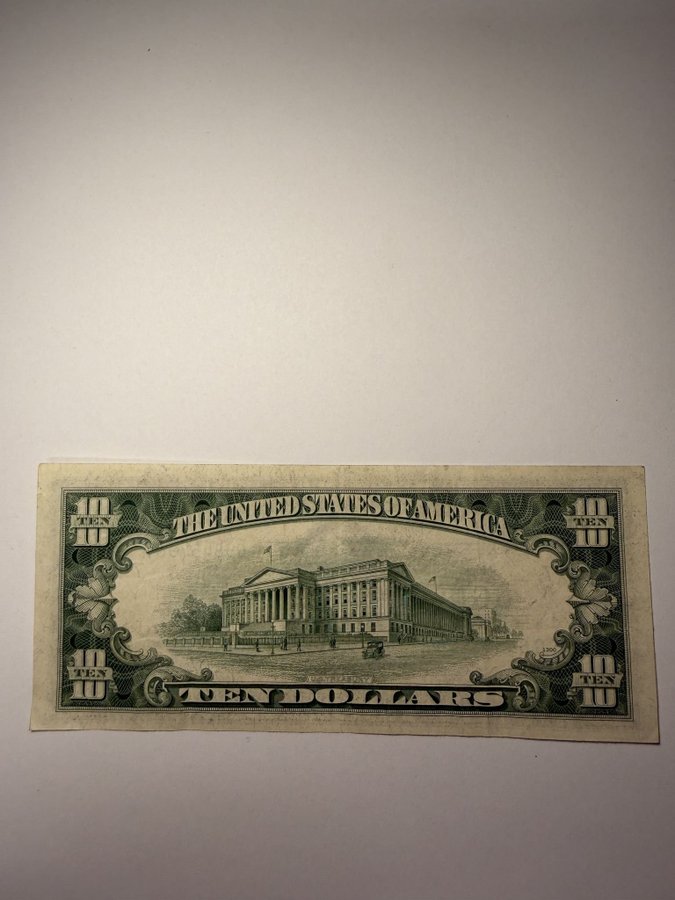 10 TEN
THE UNITED STATES OF AMERICA
10 TEN
10 TEN
TEN DOLLARS
10 TEN